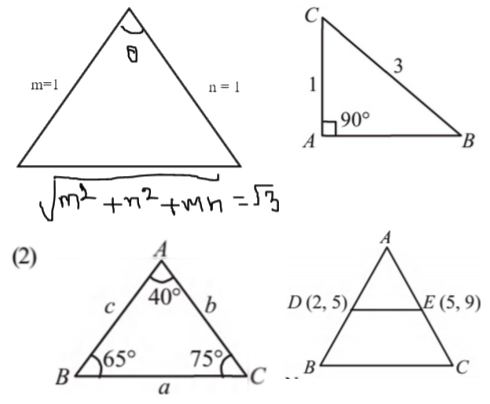 θ
m=1
n = 1
√m² + n² + mn = √3
C
1
3
90°
A
B
(2)
A
40°
c
b
65°
75°
B
a
C
A
D (2, 5)
E (5, 9)
B
C